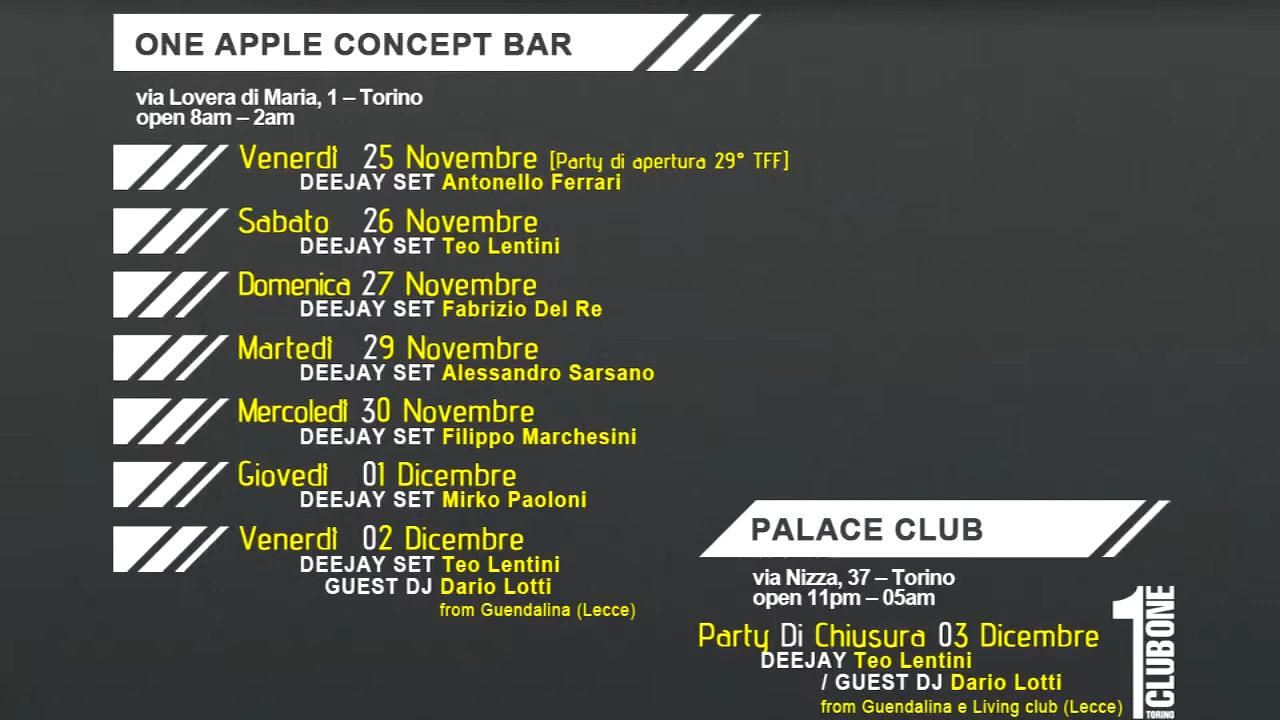 ONE APPLE CONCEPT BAR
via Lovera di Maria, 1 – Torino
open 8am – 2am
Venerdì 25 Novembre [Party di apertura 29° TFF]
DEEJAY SET Antonello Ferrari
Sabato 26 Novembre
DEEJAY SET Teo Lentini
Domenica 27 Novembre
DEEJAY SET Fabrizio Del Re
Martedì 29 Novembre
DEEJAY SET Alessandro Sarsano
Mercoledì 30 Novembre
DEEJAY SET Filippo Marchesini
Giovedì 01 Dicembre
DEEJAY SET Mirko Paoloni
Venerdì 02 Dicembre
DEEJAY SET Teo Lentini
GUEST DJ Dario Lotti
from Guendalina (Lecce)
PALACE CLUB
via Nizza, 37 – Torino
open 11pm – 05am
Party Di Chiusura 03 Dicembre
DEEJAY Teo Lentini
/ GUEST DJ Dario Lotti
from Guendalina e Living club (Lecce)
1 CLUB ONE
TORINO